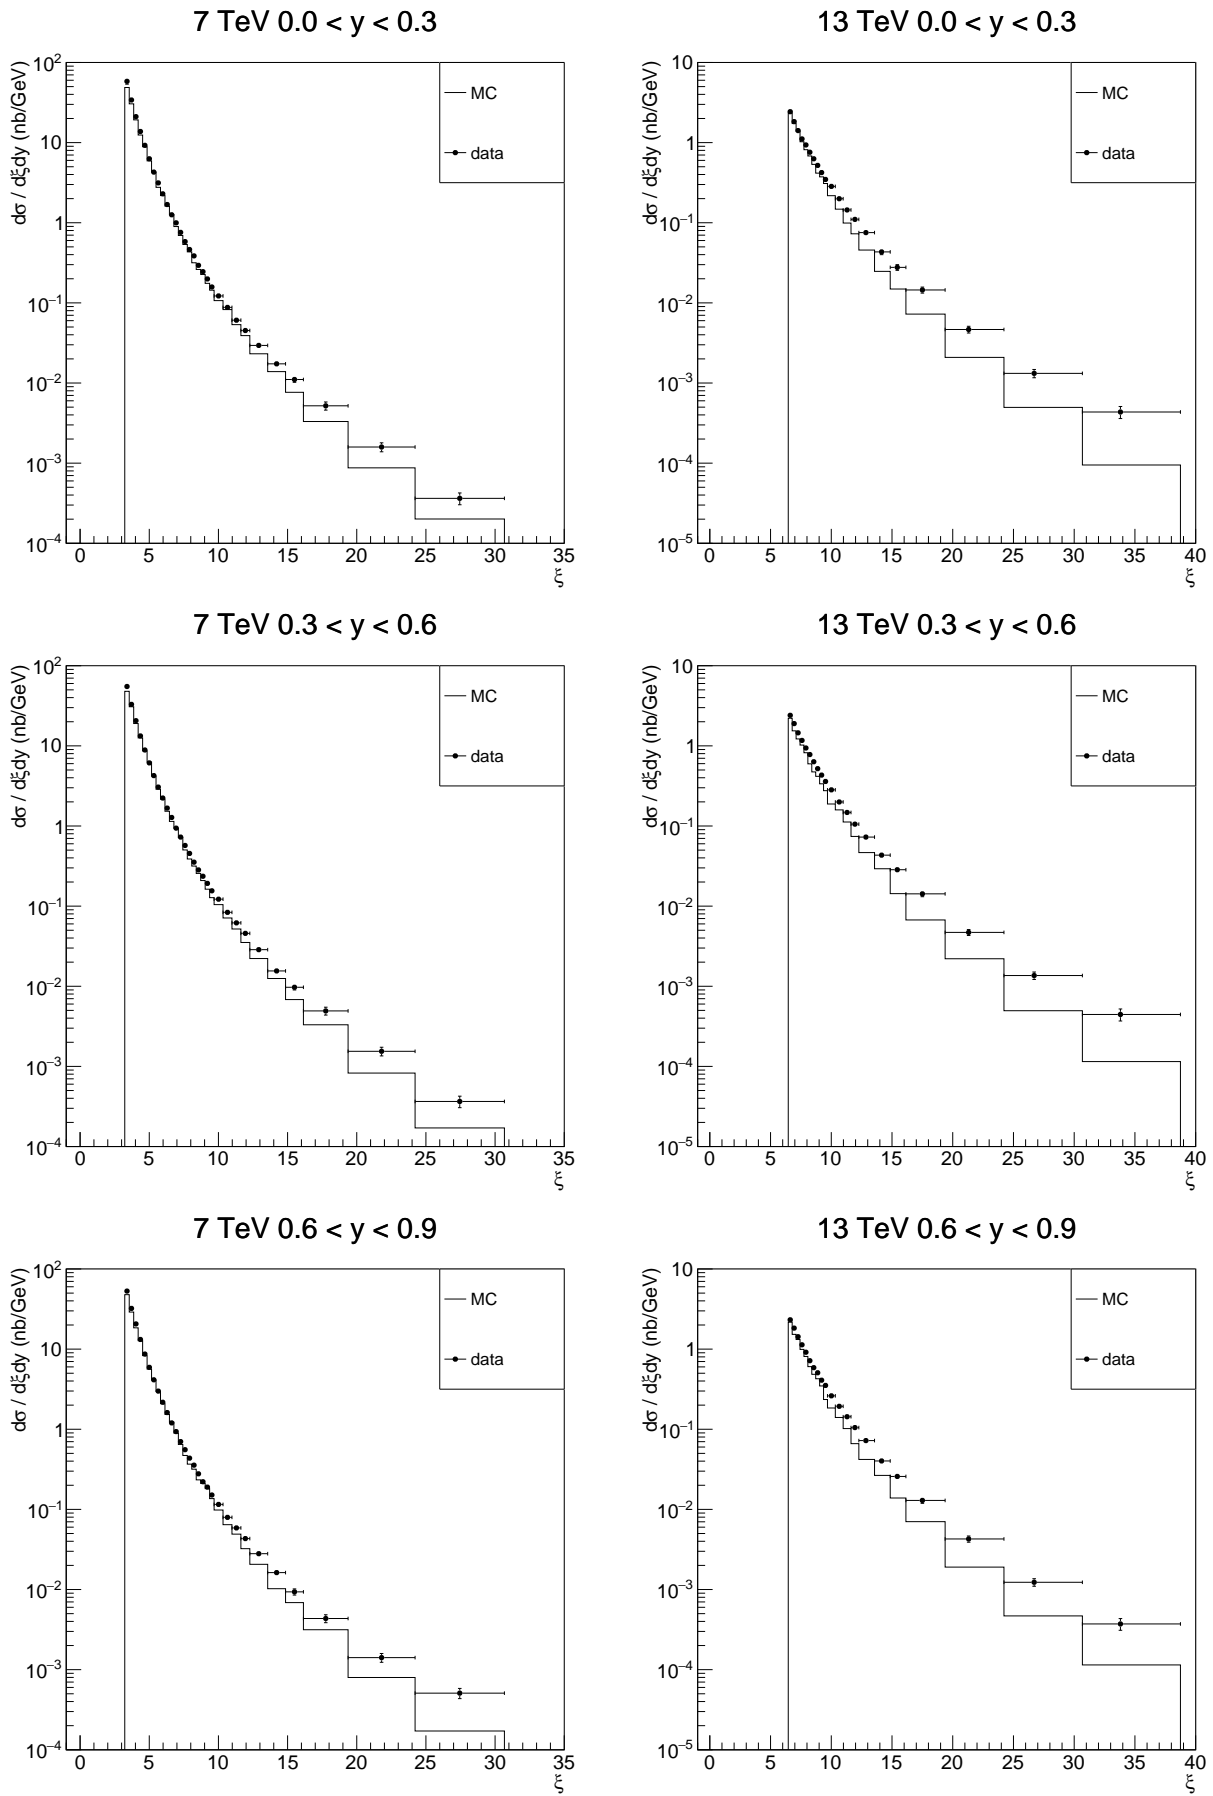 7 TeV 0.0 < y < 0.3
dσ / dξdy (nb/GeV)
10²
10
1
10⁻¹
10⁻²
10⁻³
10⁻⁴
MC
data
0 5 10 15 20 25 30 35
ξ
13 TeV 0.0 < y < 0.3
dσ / dξdy (nb/GeV)
10
1
10⁻¹
10⁻²
10⁻³
10⁻⁴
10⁻⁵
MC
data
0 5 10 15 20 25 30 35 40
ξ
7 TeV 0.3 < y < 0.6
dσ / dξdy (nb/GeV)
10²
10
1
10⁻¹
10⁻²
10⁻³
10⁻⁴
MC
data
0 5 10 15 20 25 30 35
ξ
13 TeV 0.3 < y < 0.6
dσ / dξdy (nb/GeV)
10
1
10⁻¹
10⁻²
10⁻³
10⁻⁴
10⁻⁵
MC
data
0 5 10 15 20 25 30 35 40
ξ
7 TeV 0.6 < y < 0.9
dσ / dξdy (nb/GeV)
10²
10
1
10⁻¹
10⁻²
10⁻³
10⁻⁴
MC
data
0 5 10 15 20 25 30 35
ξ
13 TeV 0.6 < y < 0.9
dσ / dξdy (nb/GeV)
10
1
10⁻¹
10⁻²
10⁻³
10⁻⁴
10⁻⁵
MC
data
0 5 10 15 20 25 30 35 40
ξ